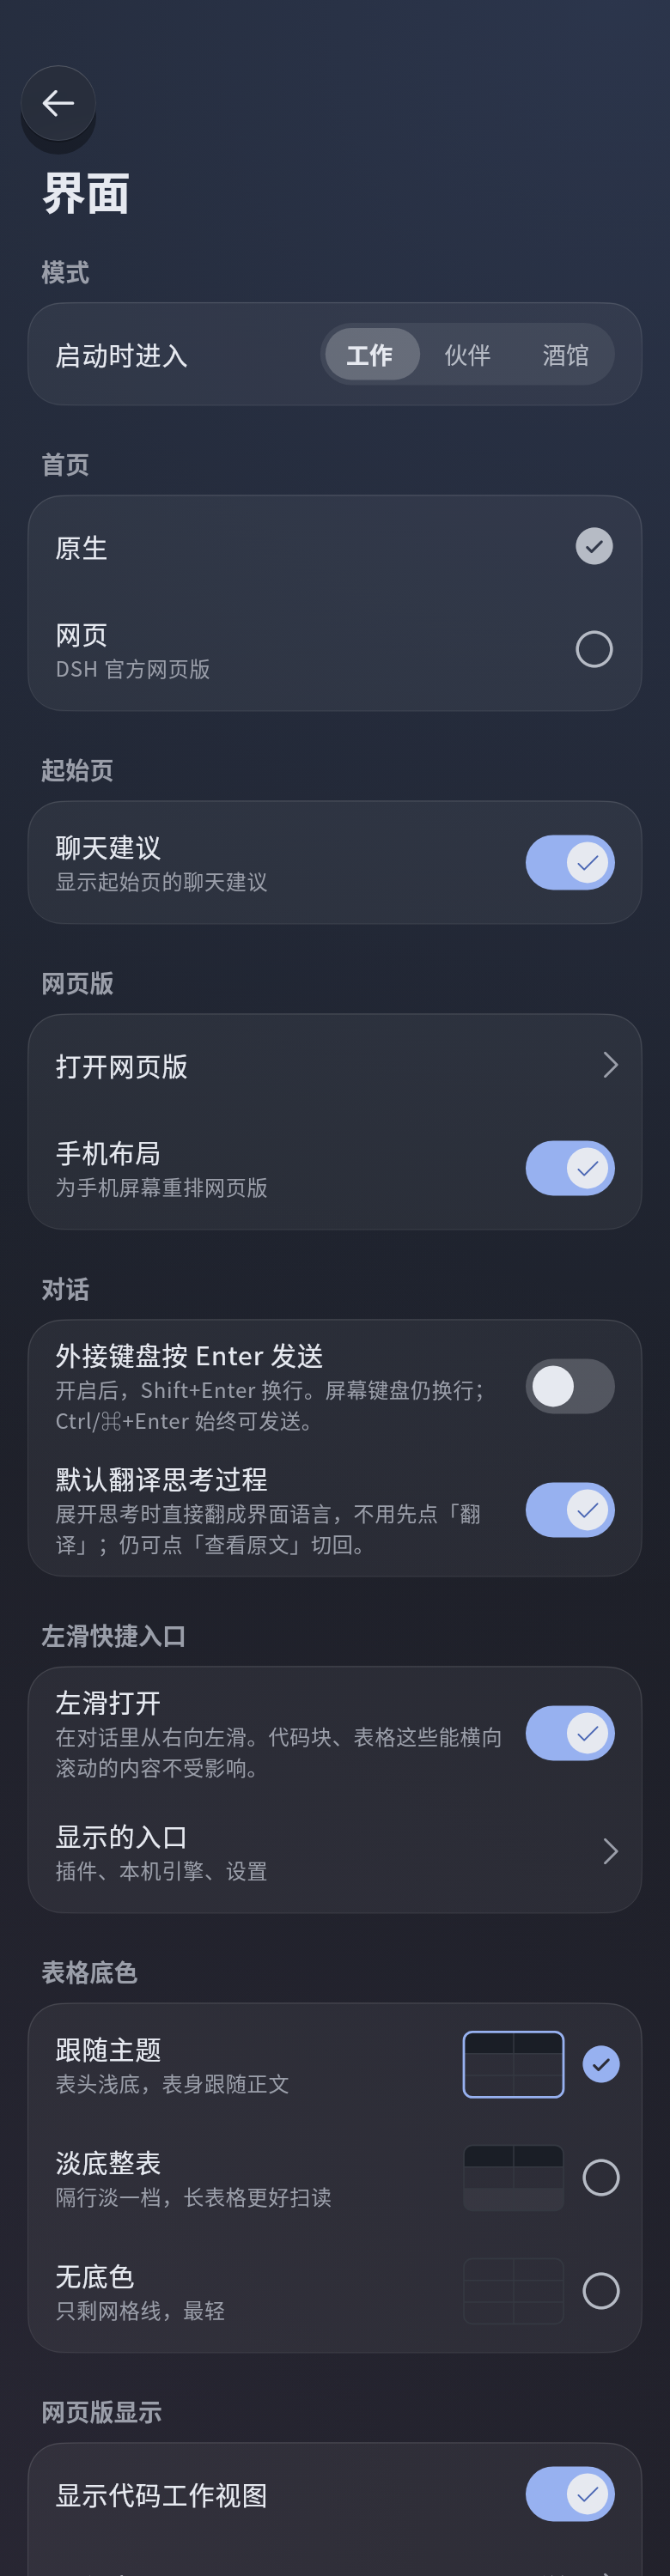 界面
模式
启动时进入
工作
伙伴
酒馆
首页
原生
网页
DSH 官方网页版
起始页
聊天建议
显示起始页的聊天建议
网页版
打开网页版
手机布局
为手机屏幕重排网页版
对话
外接键盘按 Enter 发送
开启后，Shift+Enter 换行。屏幕键盘仍换行；
Ctrl/⌘+Enter 始终可发送。
默认翻译思考过程
展开思考时直接翻成界面语言，不用先点「翻
译」；仍可点「查看原文」切回。
左滑快捷入口
左滑打开
在对话里从右向左滑。代码块、表格这些能横向
滚动的内容不受影响。
显示的入口
插件、本机引擎、设置
表格底色
跟随主题
表头浅底，表身跟随正文
淡底整表
隔行淡一档，长表格更好扫读
无底色
只剩网格线，最轻
网页版显示
显示代码工作视图